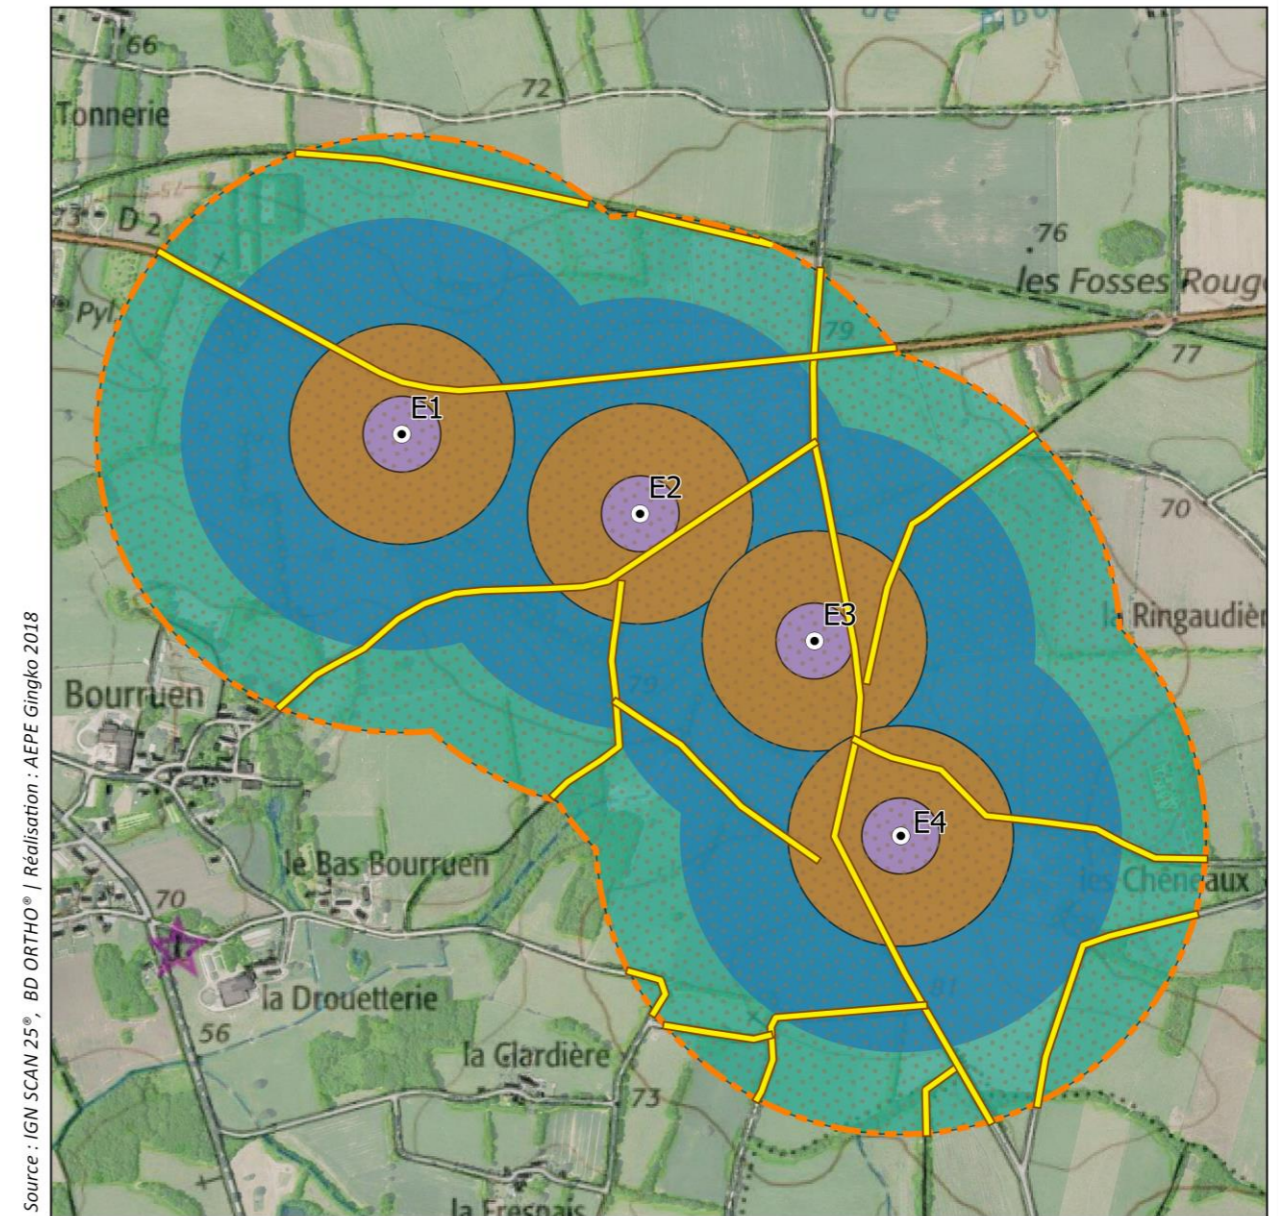 66
72
Tonnerie
73
D 2
76
les Fosses Roug
Pyl.
79
77
E1
E2
70
E3
la Ringaudièr
Bourruen
79
E4
le Bas Bourruen
les Chêneaux
70
la Drouetterie
81
56
la Glardière
73
la Fresnais
Source : IGN SCAN 25®, BD ORTHO® | Réalisation : AEPE Gingko 2018